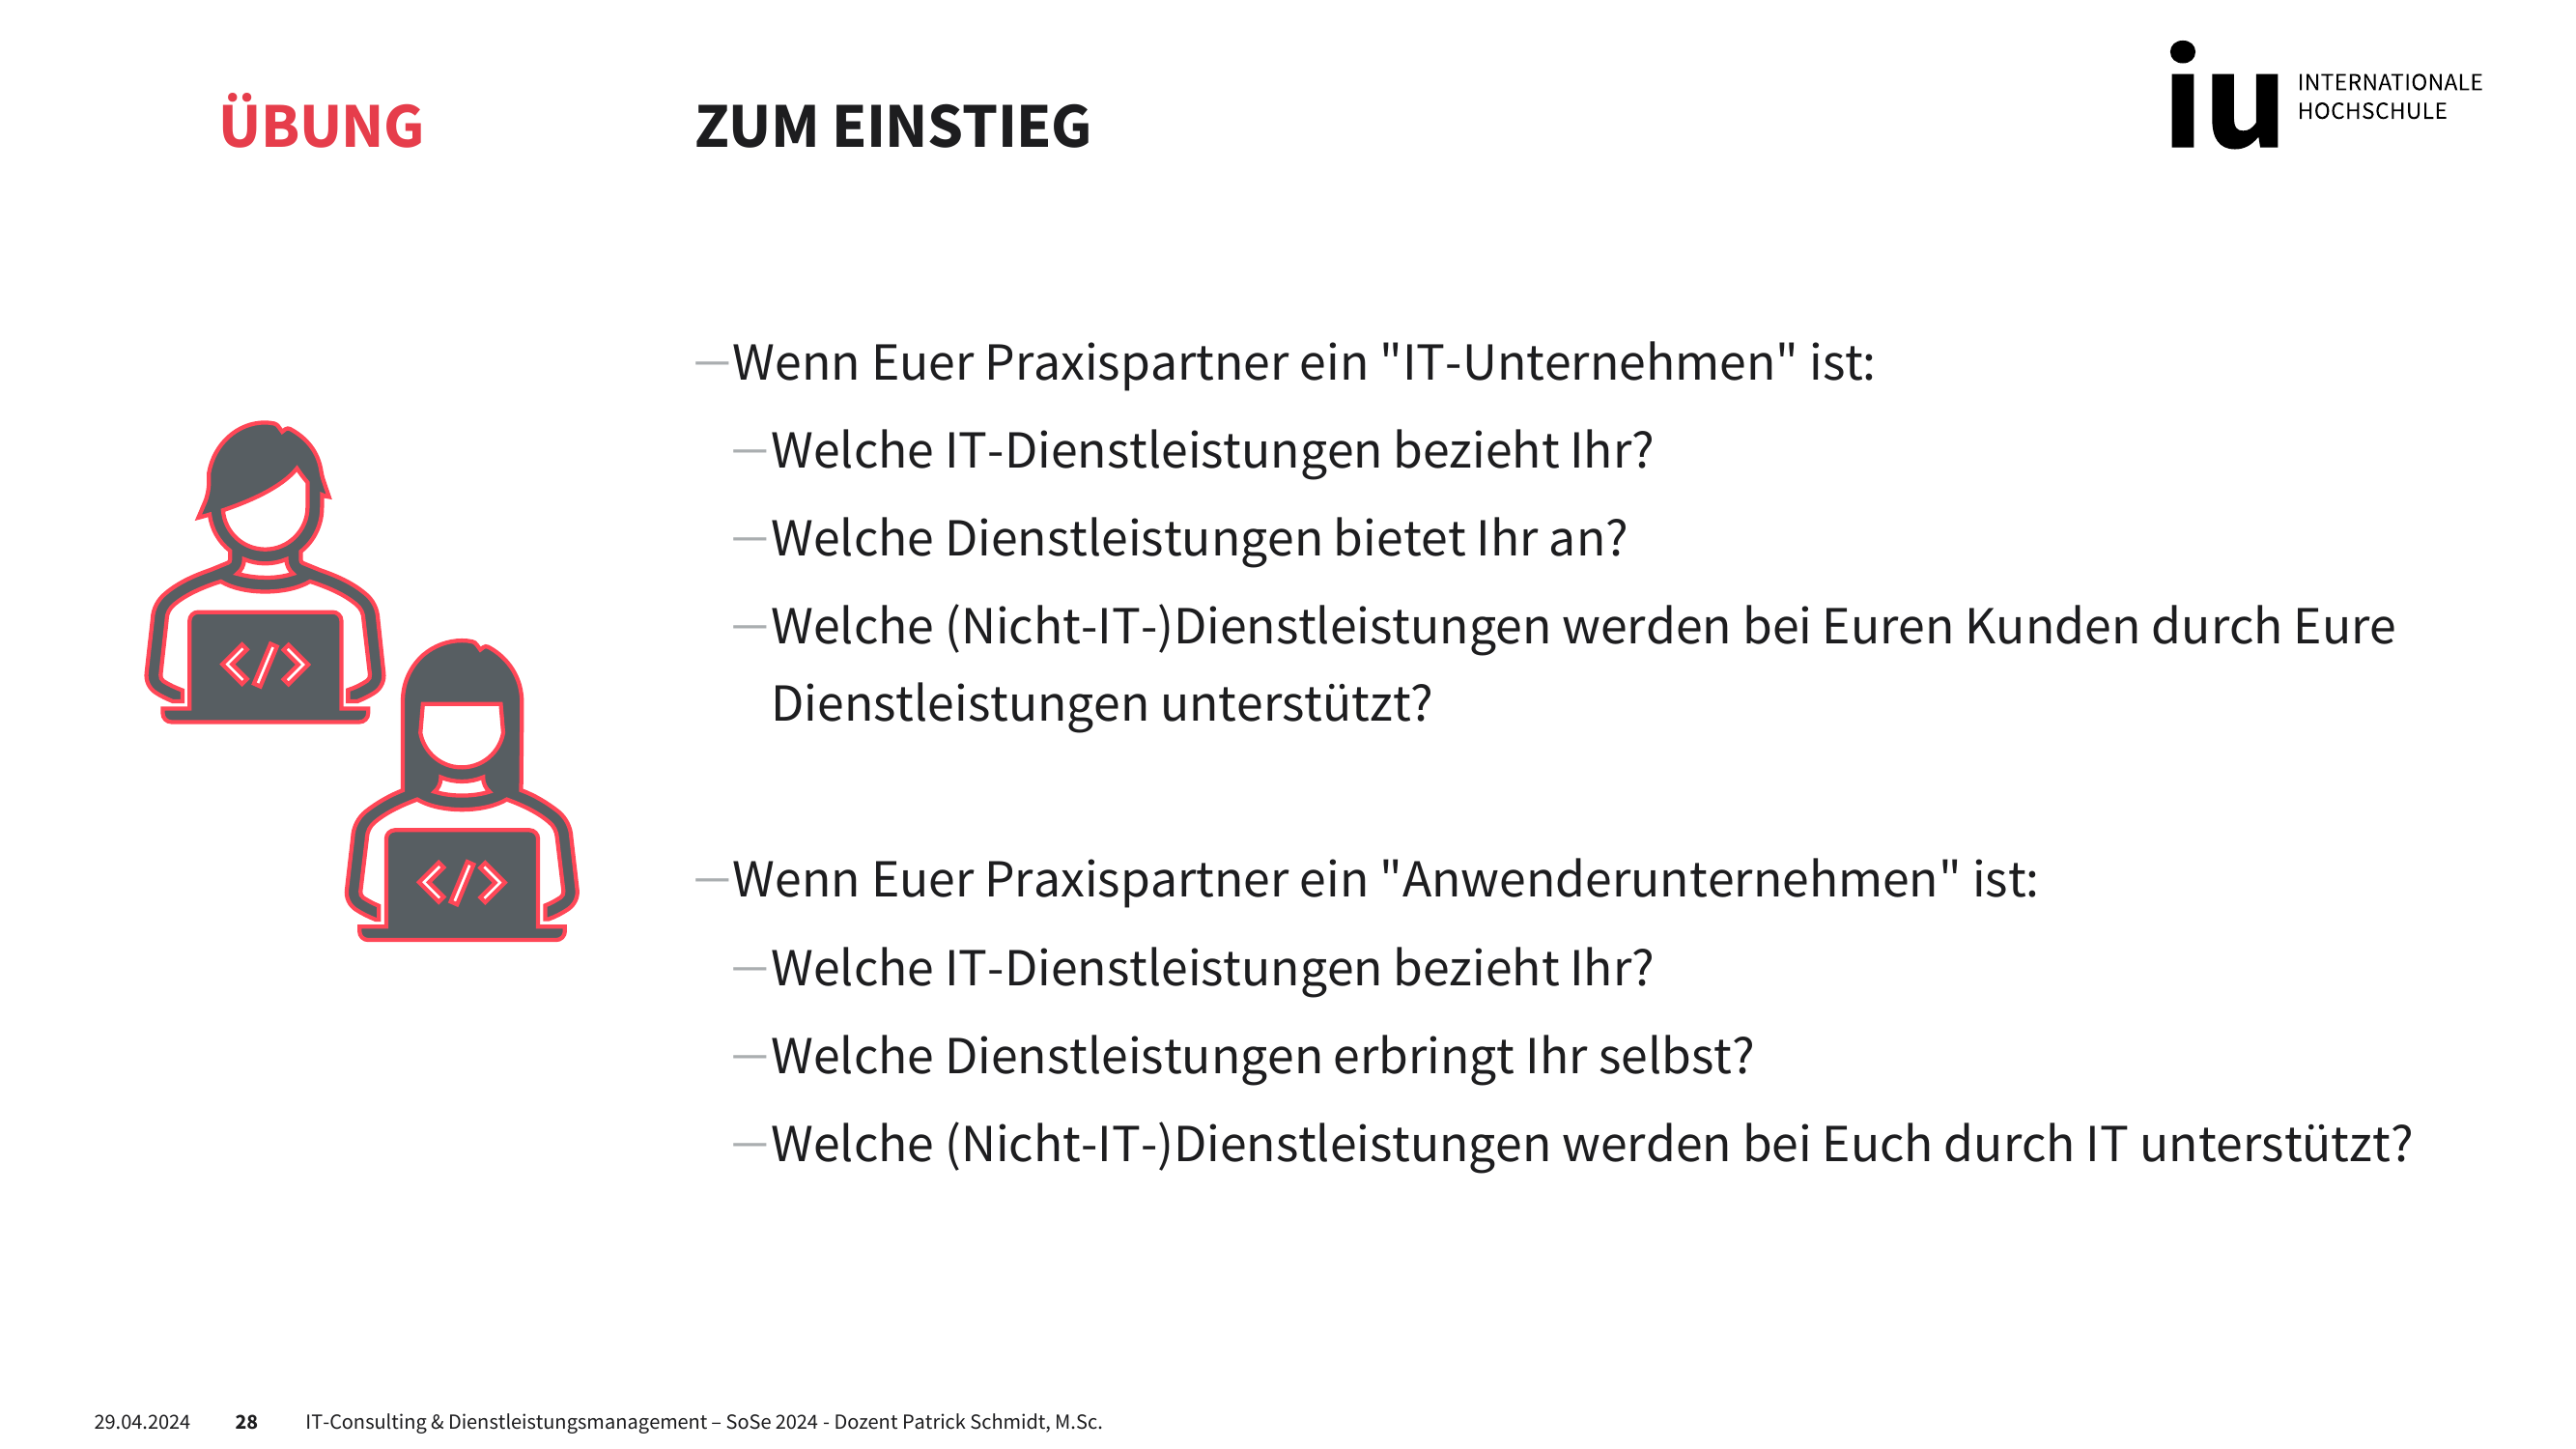 ÜBUNG
ZUM EINSTIEG
iu INTERNATIONALE
HOCHSCHULE
—Wenn Euer Praxispartner ein "IT-Unternehmen" ist:
—Welche IT-Dienstleistungen bezieht Ihr?
—Welche Dienstleistungen bietet Ihr an?
—Welche (Nicht-IT-)Dienstleistungen werden bei Euren Kunden durch Eure
Dienstleistungen unterstützt?
</>
</>
—Wenn Euer Praxispartner ein "Anwenderunternehmen" ist:
—Welche IT-Dienstleistungen bezieht Ihr?
—Welche Dienstleistungen erbringt Ihr selbst?
—Welche (Nicht-IT-)Dienstleistungen werden bei Euch durch IT unterstützt?
29.04.2024 28 IT-Consulting & Dienstleistungsmanagement – SoSe 2024 - Dozent Patrick Schmidt, M.Sc.